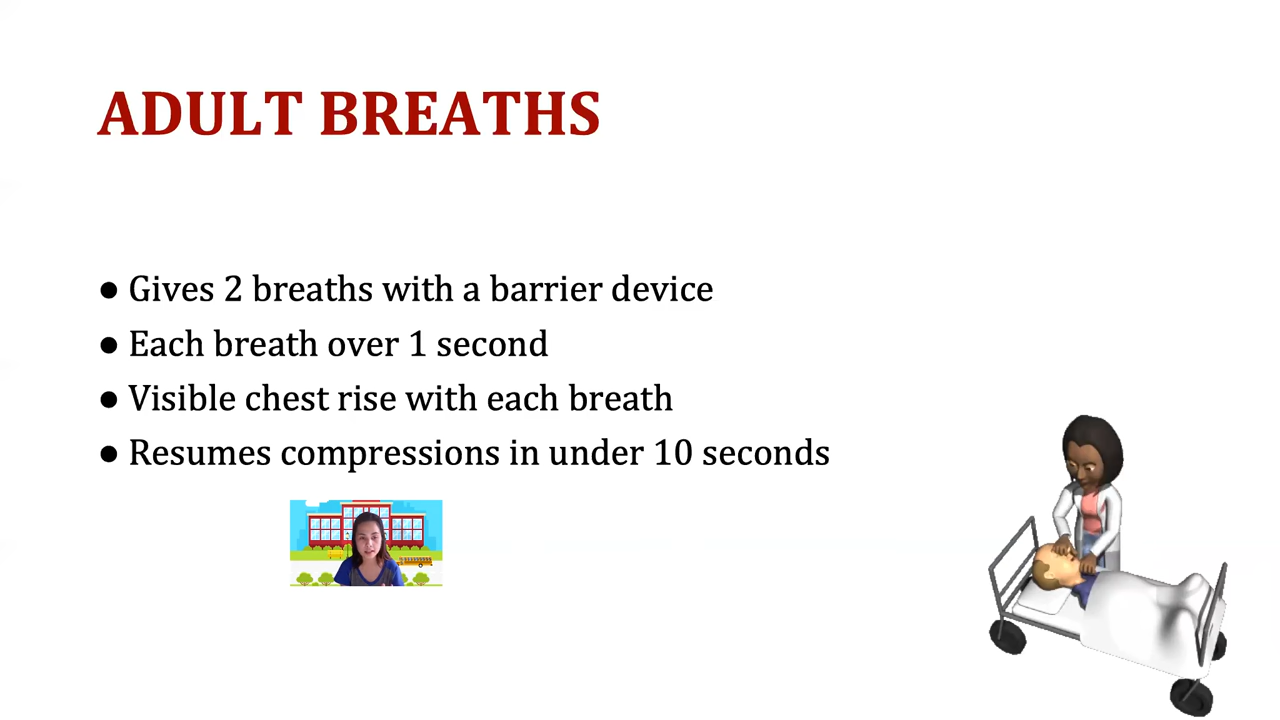 ADULT BREATHS
● Gives 2 breaths with a barrier device
● Each breath over 1 second
● Visible chest rise with each breath
● Resumes compressions in under 10 seconds